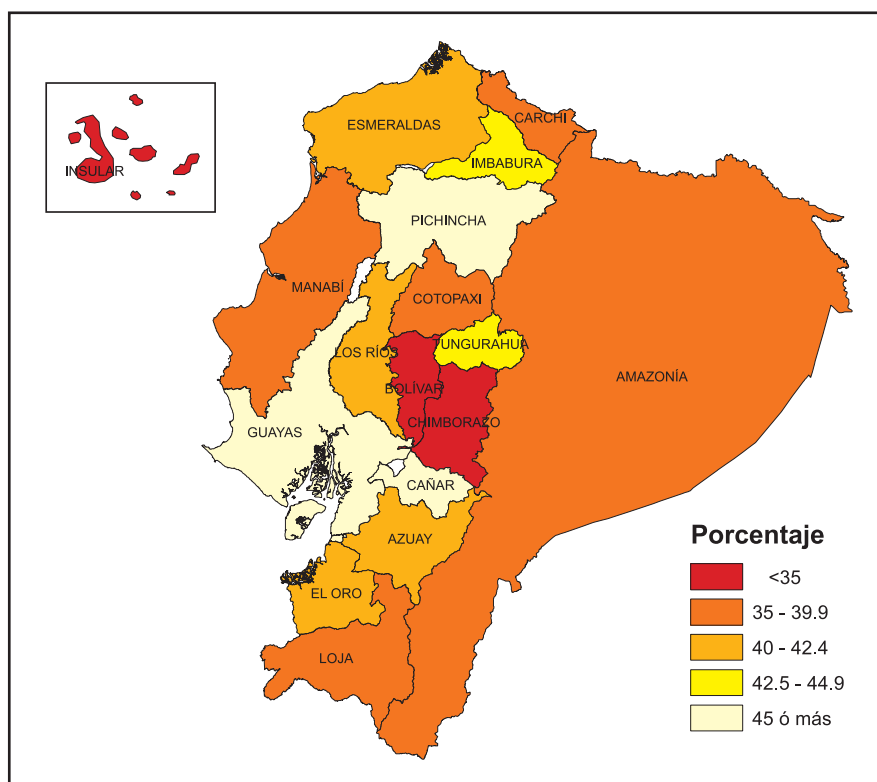 ESMERALDAS
CARCHI
IMBABURA
INSULAR
PICHINCHA
MANABÍ
COTOPAXI
LOS RÍOS
TUNGURAHUA
AMAZONÍA
BOLÍVAR
CHIMBORAZO
GUAYAS
CAÑAR
AZUAY
EL ORO
LOJA
Porcentaje
<35
35 - 39.9
40 - 42.4
42.5 - 44.9
45 ó más